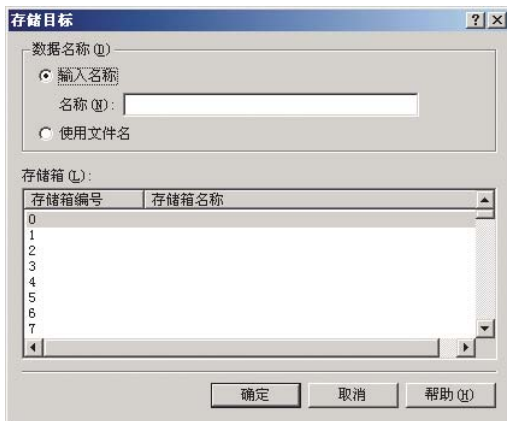 存储目标
数据名称(D)
输入名称
名称(N):
使用文件名
存储箱(L):
存储箱编号 存储箱名称
0
1
2
3
4
5
6
7
确定 取消 帮助(H)